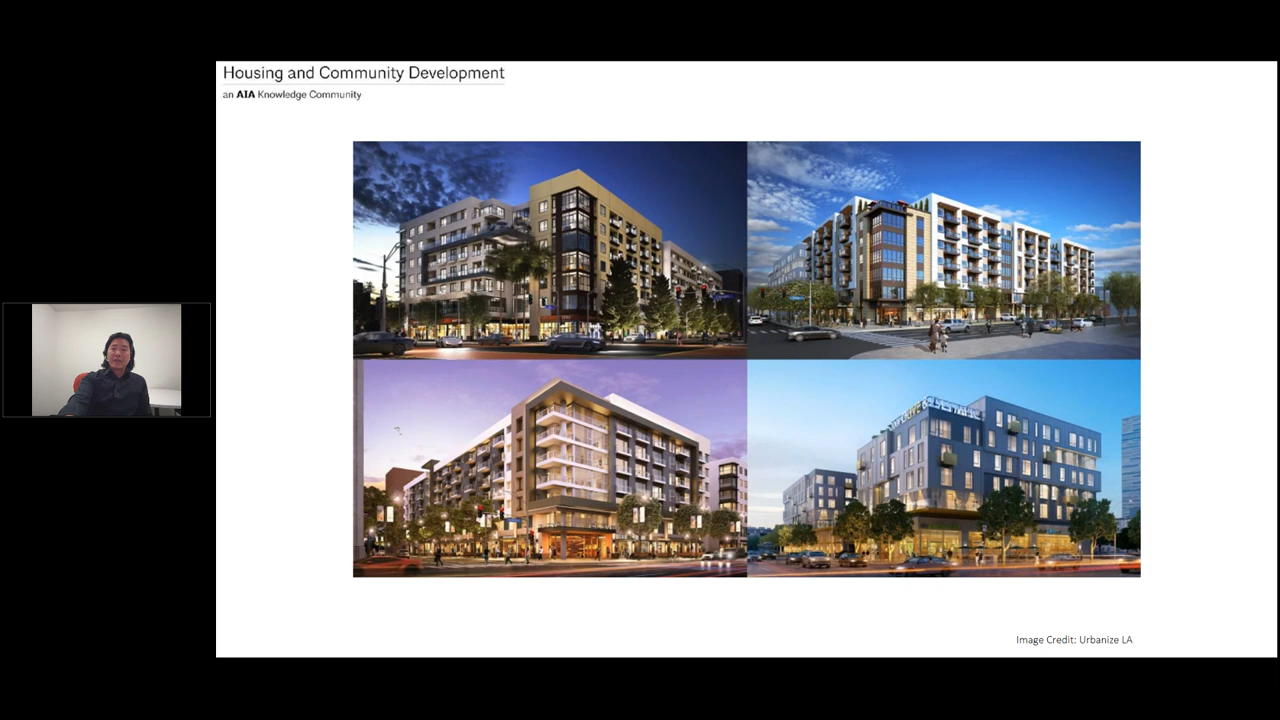 Housing and Community Development
an AIA Knowledge Community
Image Credit: Urbanize LA